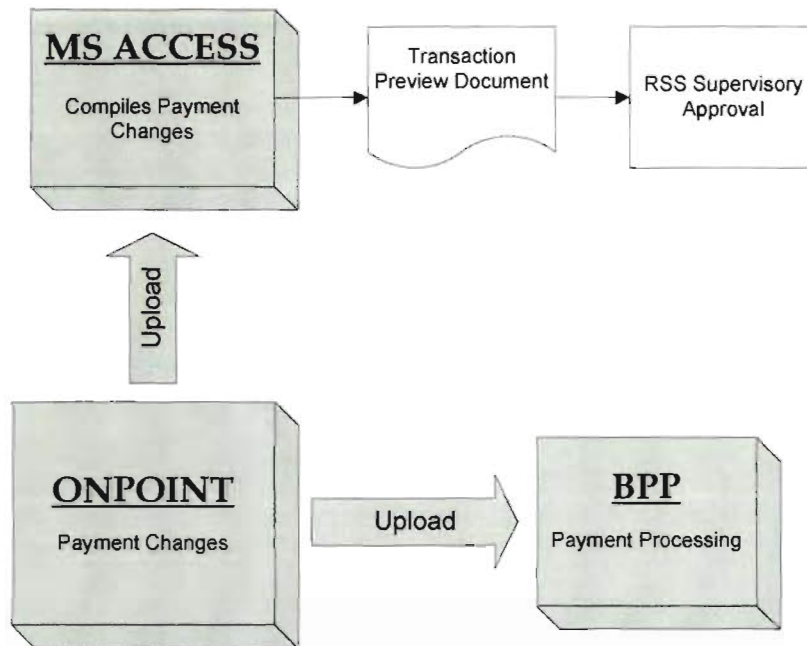 MS ACCESS
Compiles Payment
Changes
Transaction
Preview Document
RSS Supervisory
Approval
Upload
ONPOINT
Payment Changes
Upload
BPP
Payment Processing